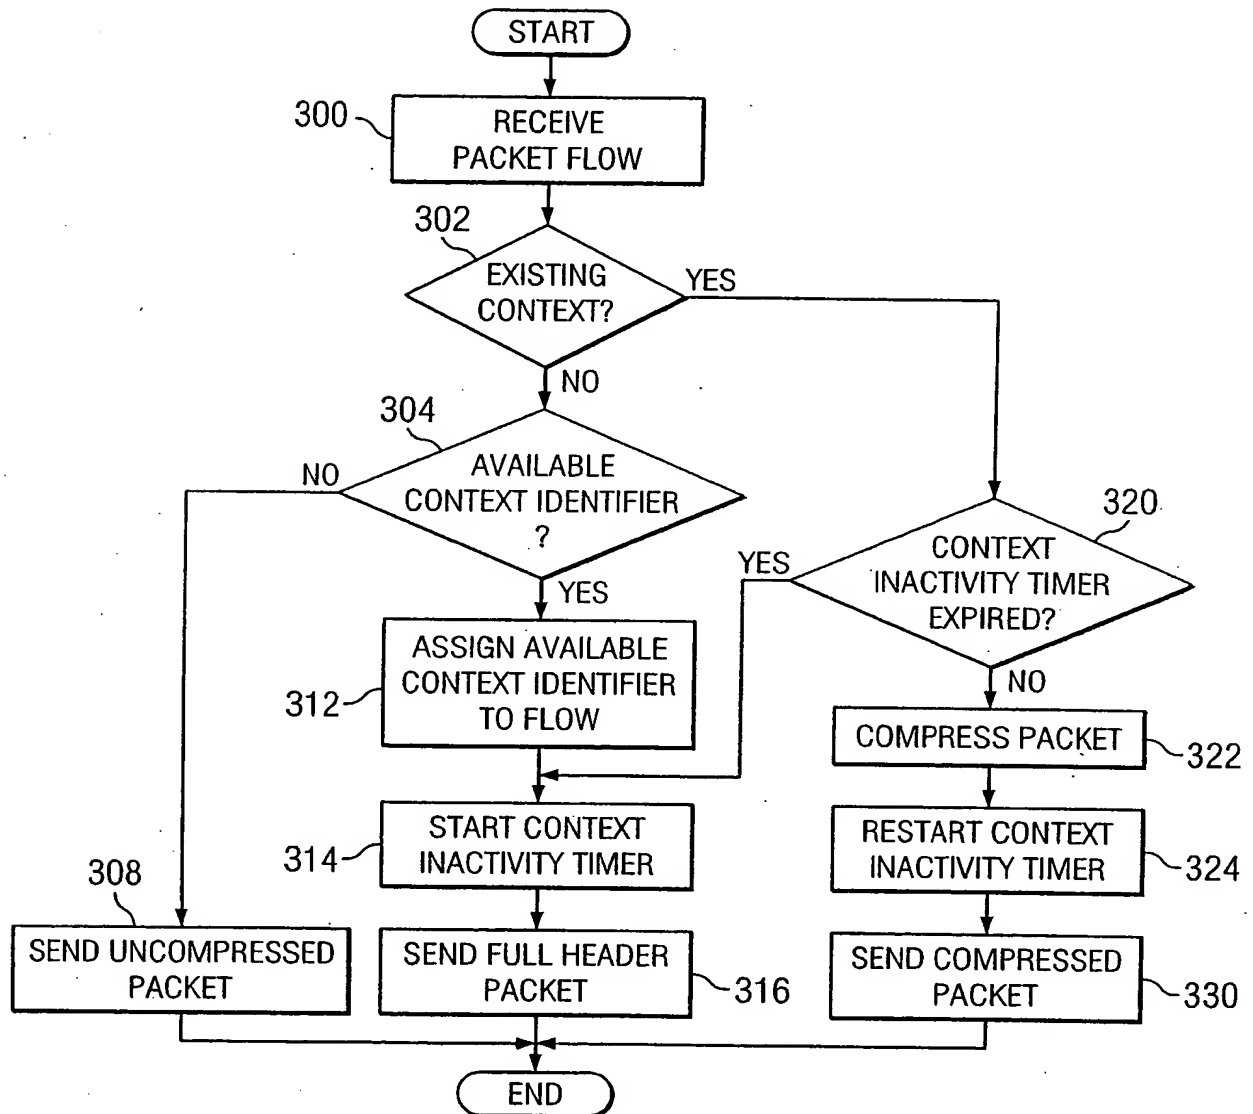 START
300
RECEIVE
PACKET FLOW
302
EXISTING
CONTEXT?
YES
NO
304
AVAILABLE
CONTEXT IDENTIFIER
?
NO
YES
320
CONTEXT
INACTIVITY TIMER
EXPIRED?
YES
NO
312
ASSIGN AVAILABLE
CONTEXT IDENTIFIER
TO FLOW
COMPRESS PACKET
322
314
START CONTEXT
INACTIVITY TIMER
RESTART CONTEXT
INACTIVITY TIMER
324
308
SEND UNCOMPRESSED
PACKET
SEND FULL HEADER
PACKET
316
SEND COMPRESSED
PACKET
330
END